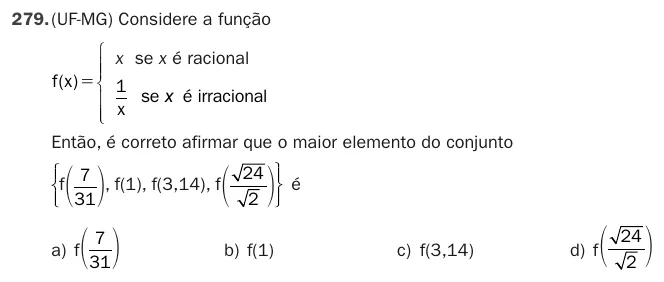 279. (UF-MG) Considere a função
f(x) = { x se x é racional
1/x se x é irracional
Então, é correto afirmar que o maior elemento do conjunto
{f(7/31), f(1), f(3,14), f(√24/√2)} é
a) f(7/31) b) f(1) c) f(3,14) d) f(√24/√2)